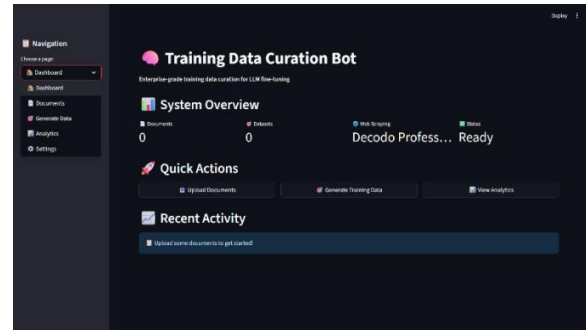 Deploy
Navigation
Choose a page:
Dashboard
Dashboard
Documents
Generate Data
Analytics
Settings
Training Data Curation Bot
Enterprise-grade training data curation for LLM fine-tuning
System Overview
Documents Datasets Web Scraping Status
0 0 Decodo Profess... Ready
Quick Actions
Upload Documents Generate Training Data View Analytics
Recent Activity
Upload some documents to get started!